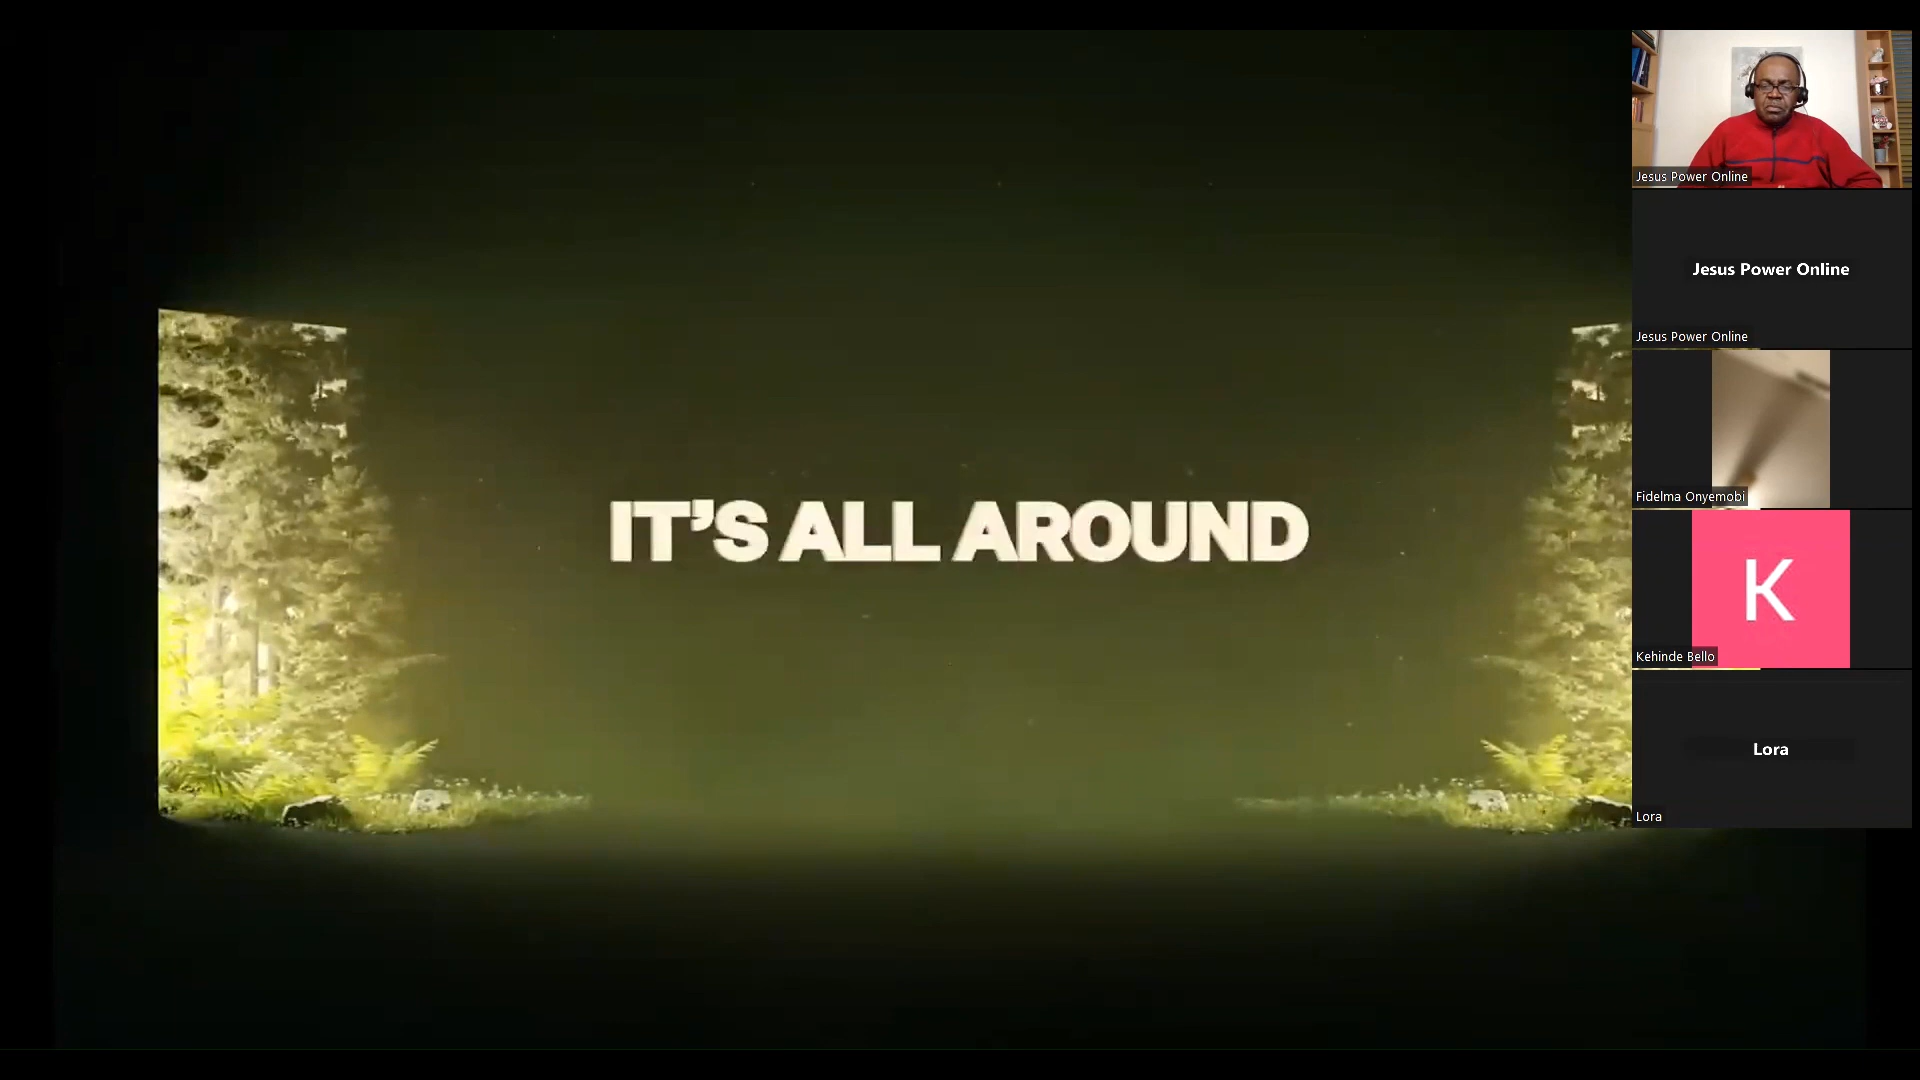 IT'S ALL AROUND
Jesus Power Online
Jesus Power Online
Jesus Power Online
Fidelma Onyemobi
K
Kehinde Bello
Lora
Lora